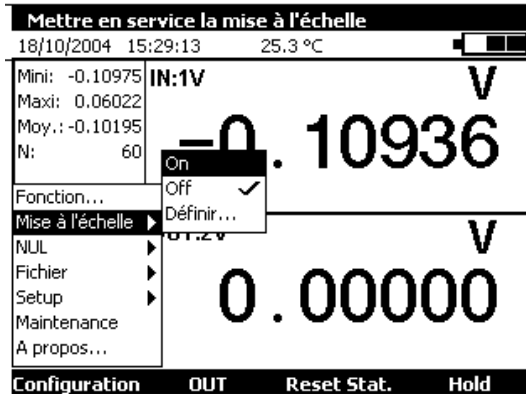 Mettre en service la mise à l'échelle
18/10/2004 15:29:13 25.3 °C
Mini: -0.10975
Maxi: 0.06022
Moy.: -0.10195
N: 60
IN:1V
V
-0.10936
Fonction...
Mise à l'échelle
NUL
Fichier
Setup
Maintenance
A propos...
On
Off
Définir...
V
0.00000
Configuration OUT Reset Stat. Hold